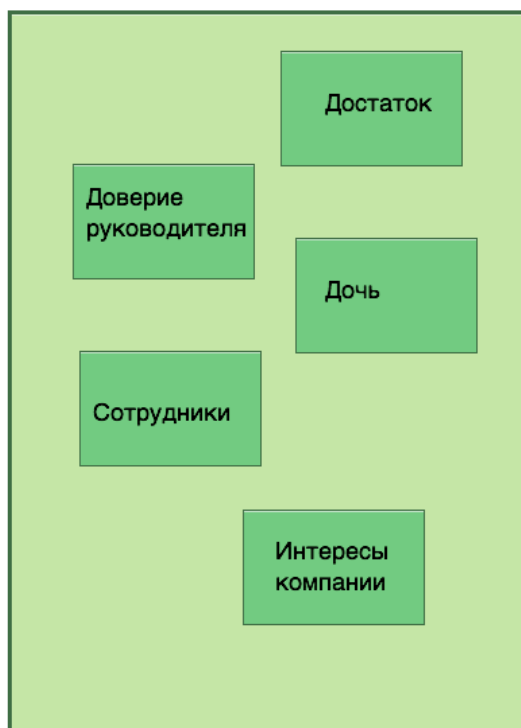 Достаток
Доверие
руководителя
Дочь
Сотрудники
Интересы
компании